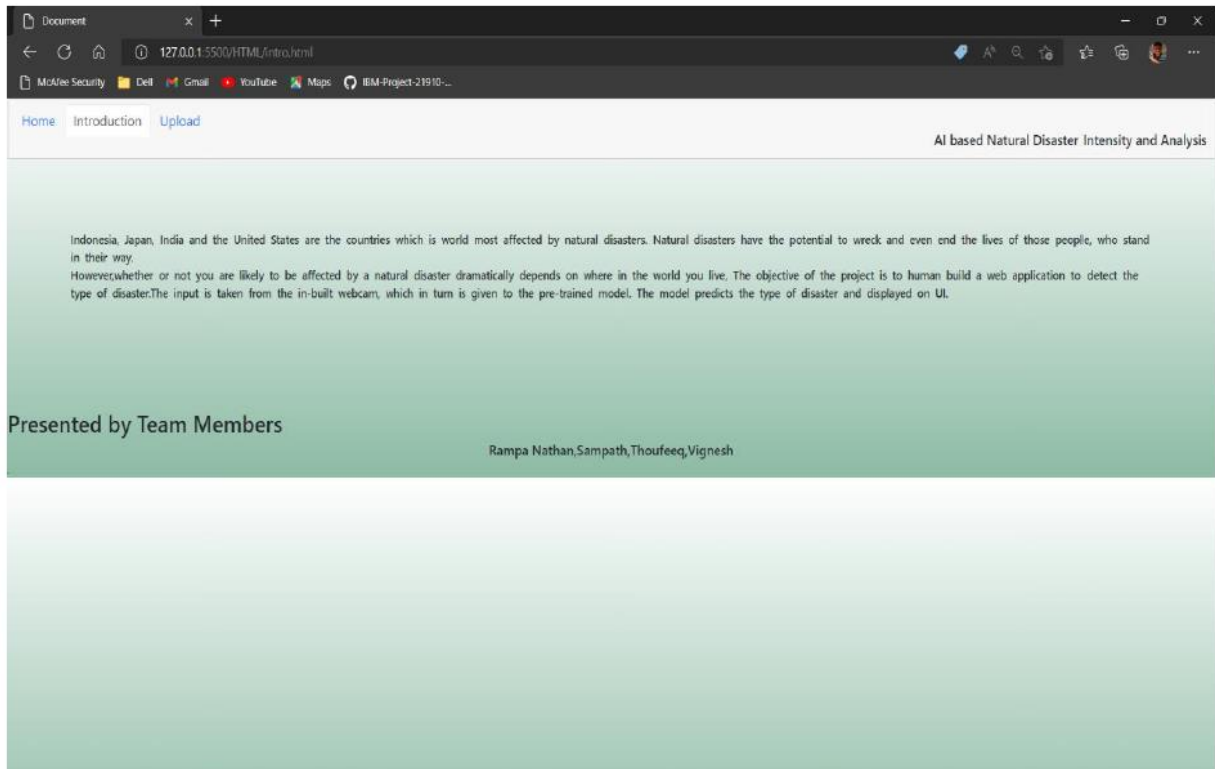 Document
127.0.0.1:5500/HTML/intro.html
McAfee Security Dell Gmail YouTube Maps IBM-Project-21910-...
Home Introduction Upload
AI based Natural Disaster Intensity and Analysis
Indonesia, Japan, India and the United States are the countries which is world most affected by natural disasters. Natural disasters have the potential to wreck and even end the lives of those people, who stand
in their way.
However,whether or not you are likely to be affected by a natural disaster dramatically depends on where in the world you live. The objective of the project is to human build a web application to detect the
type of disaster.The input is taken from the in-built webcam, which in turn is given to the pre-trained model. The model predicts the type of disaster and displayed on UI.
Presented by Team Members
Rampa Nathan,Sampath,Thoufeeq,Vignesh